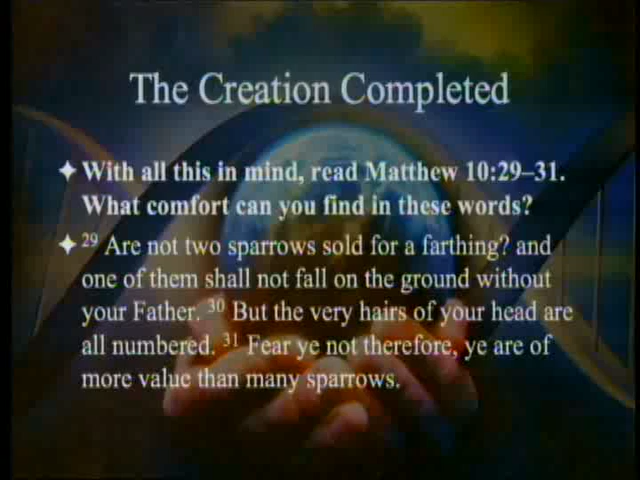 The Creation Completed
✦ With all this in mind, read Matthew 10:29–31.
What comfort can you find in these words?
✦ 29 Are not two sparrows sold for a farthing? and
one of them shall not fall on the ground without
your Father. 30 But the very hairs of your head are
all numbered. 31 Fear ye not therefore, ye are of
more value than many sparrows.